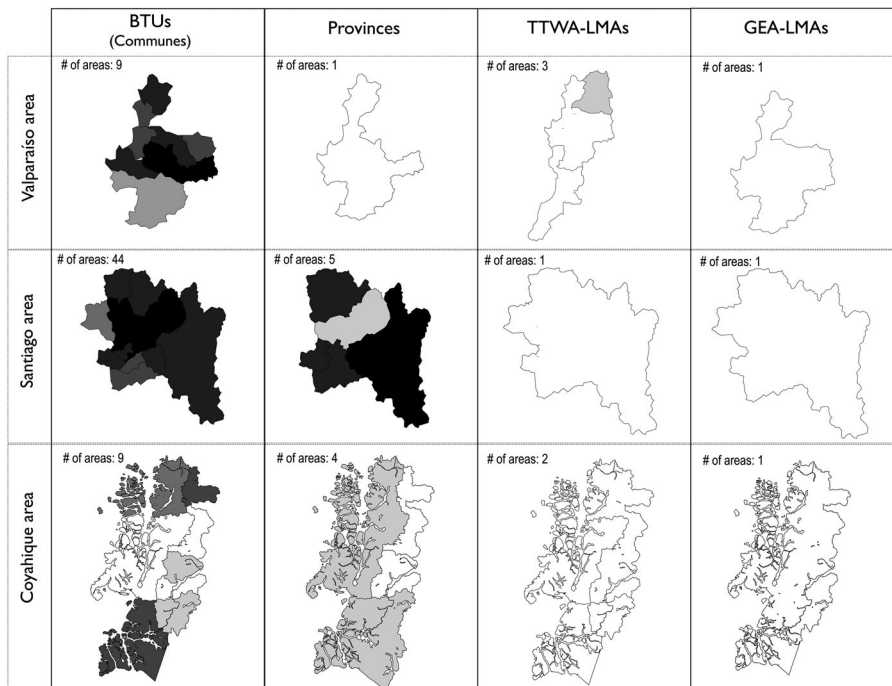 BTUs
(Communes)
Provinces
TTWA-LMAs
GEA-LMAs
Valparaíso area
# of areas: 9
# of areas: 1
# of areas: 3
# of areas: 1
Santiago area
# of areas: 44
# of areas: 5
# of areas: 1
# of areas: 1
Coyahique area
# of areas: 9
# of areas: 4
# of areas: 2
# of areas: 1